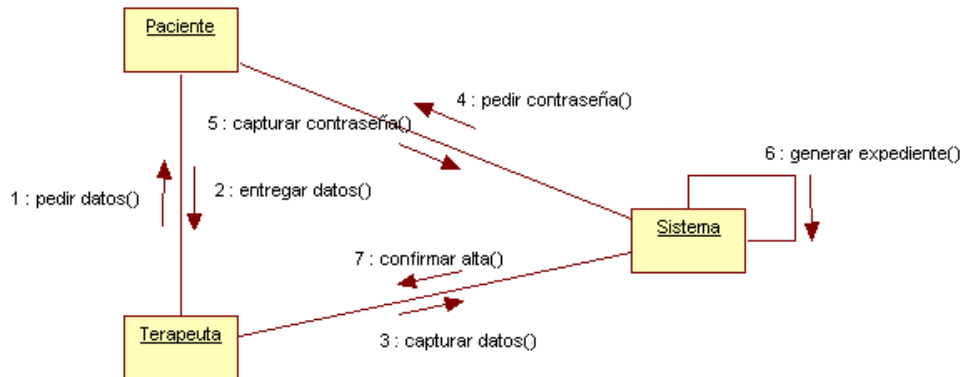 Paciente
4 : pedir contraseña()
5 : capturar contraseña()
6 : generar expediente()
1 : pedir datos()
2 : entregar datos()
Sistema
7 : confirmar alta()
Terapeuta
3 : capturar datos()